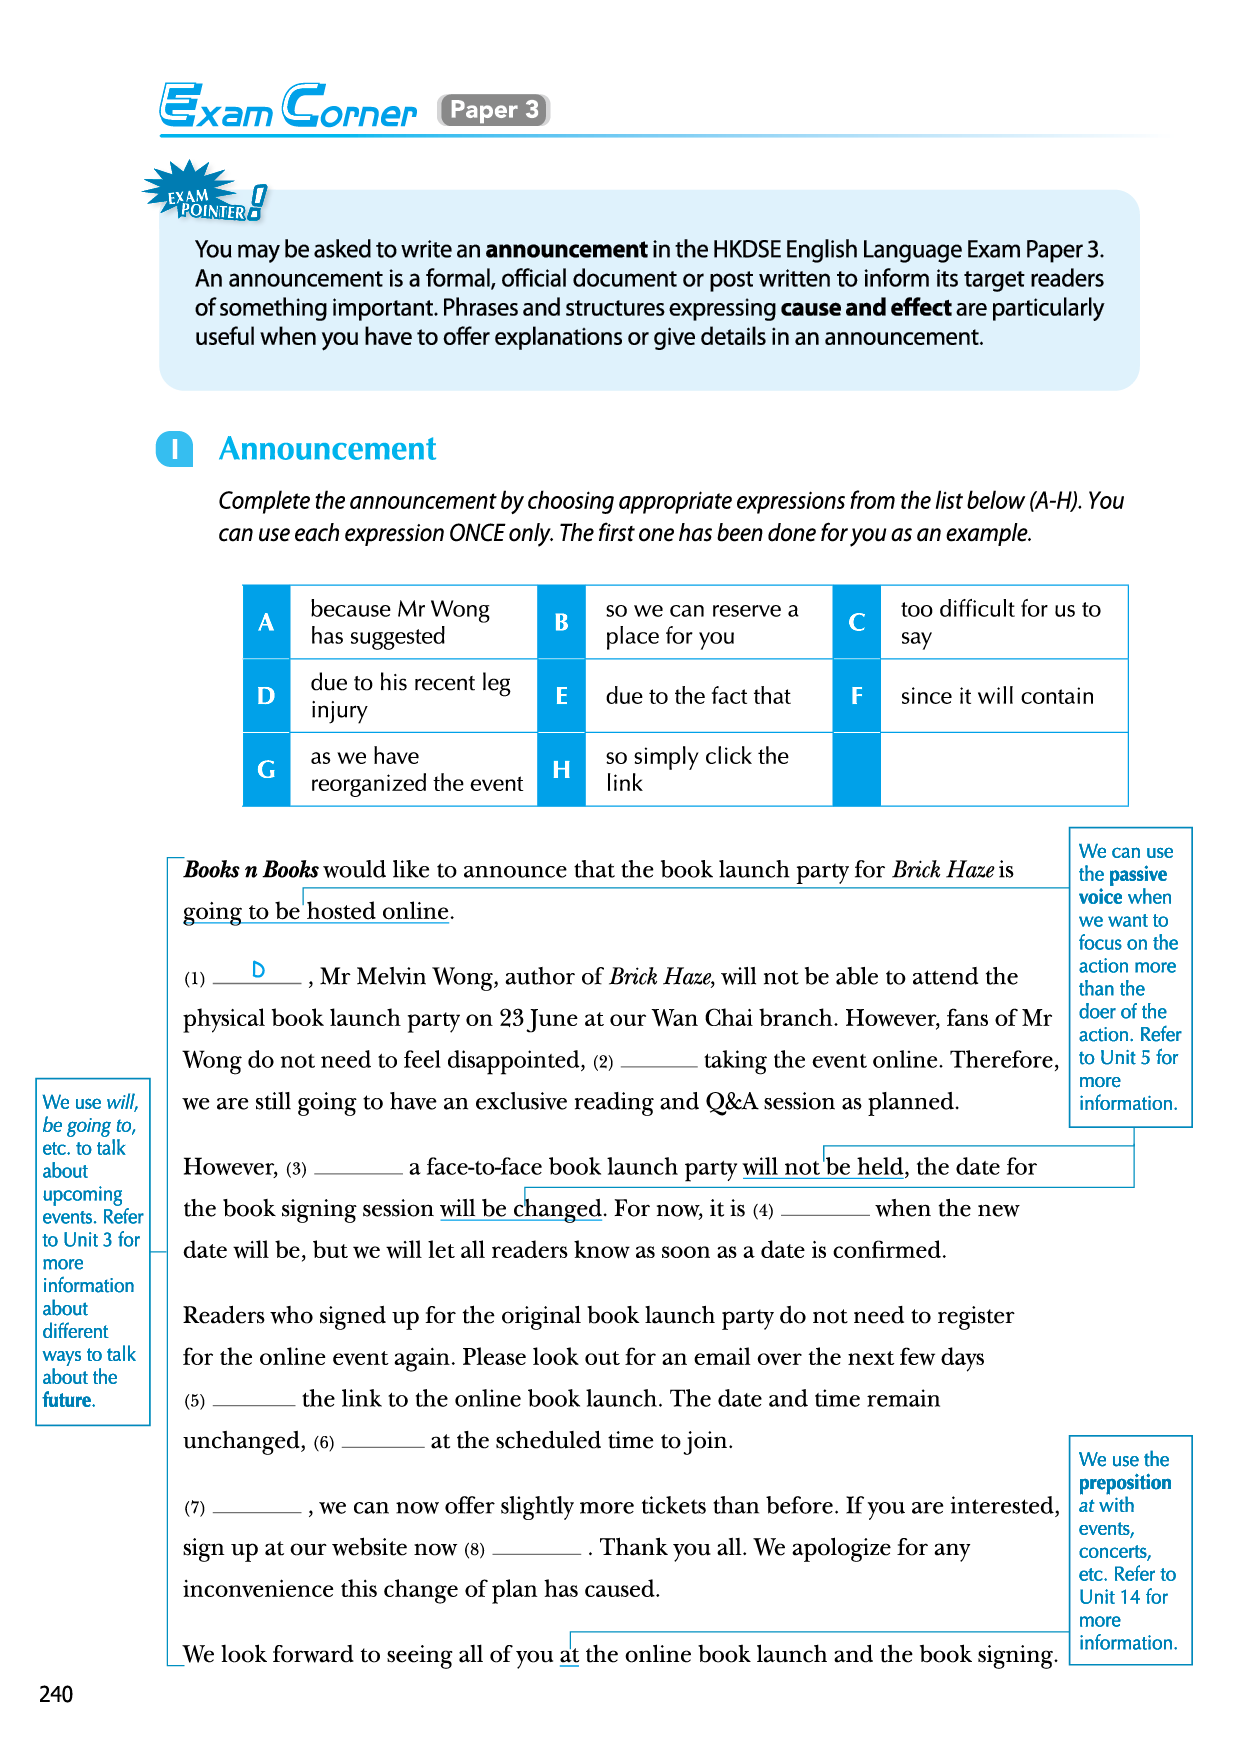 Exam Corner Paper 3
EXAM
POINTER!
You may be asked to write an announcement in the HKDSE English Language Exam Paper 3.
An announcement is a formal, official document or post written to inform its target readers
of something important. Phrases and structures expressing cause and effect are particularly
useful when you have to offer explanations or give details in an announcement.
1 Announcement
Complete the announcement by choosing appropriate expressions from the list below (A-H). You
can use each expression ONCE only. The first one has been done for you as an example.
A
because Mr Wong
has suggested
B
so we can reserve a
place for you
C
too difficult for us to
say
D
due to his recent leg
injury
E
due to the fact that
F
since it will contain
G
as we have
reorganized the event
H
so simply click the
link
Books n Books would like to announce that the book launch party for Brick Haze is
going to be hosted online.
(1) D , Mr Melvin Wong, author of Brick Haze, will not be able to attend the
physical book launch party on 23 June at our Wan Chai branch. However, fans of Mr
Wong do not need to feel disappointed, (2) ________ taking the event online. Therefore,
we are still going to have an exclusive reading and Q&A session as planned.
However, (3) ________ a face-to-face book launch party will not be held, the date for
the book signing session will be changed. For now, it is (4) ________ when the new
date will be, but we will let all readers know as soon as a date is confirmed.
Readers who signed up for the original book launch party do not need to register
for the online event again. Please look out for an email over the next few days
(5) ________ the link to the online book launch. The date and time remain
unchanged, (6) ________ at the scheduled time to join.
(7) ________ , we can now offer slightly more tickets than before. If you are interested,
sign up at our website now (8) ________ . Thank you all. We apologize for any
inconvenience this change of plan has caused.
We look forward to seeing all of you at the online book launch and the book signing.
We can use
the passive
voice when
we want to
focus on the
action more
than the
doer of the
action. Refer
to Unit 5 for
more
information.
We use will,
be going to,
etc. to talk
about
upcoming
events. Refer
to Unit 3 for
more
information
about
different
ways to talk
about the
future.
We use the
preposition
at with
events,
concerts,
etc. Refer to
Unit 14 for
more
information.
240